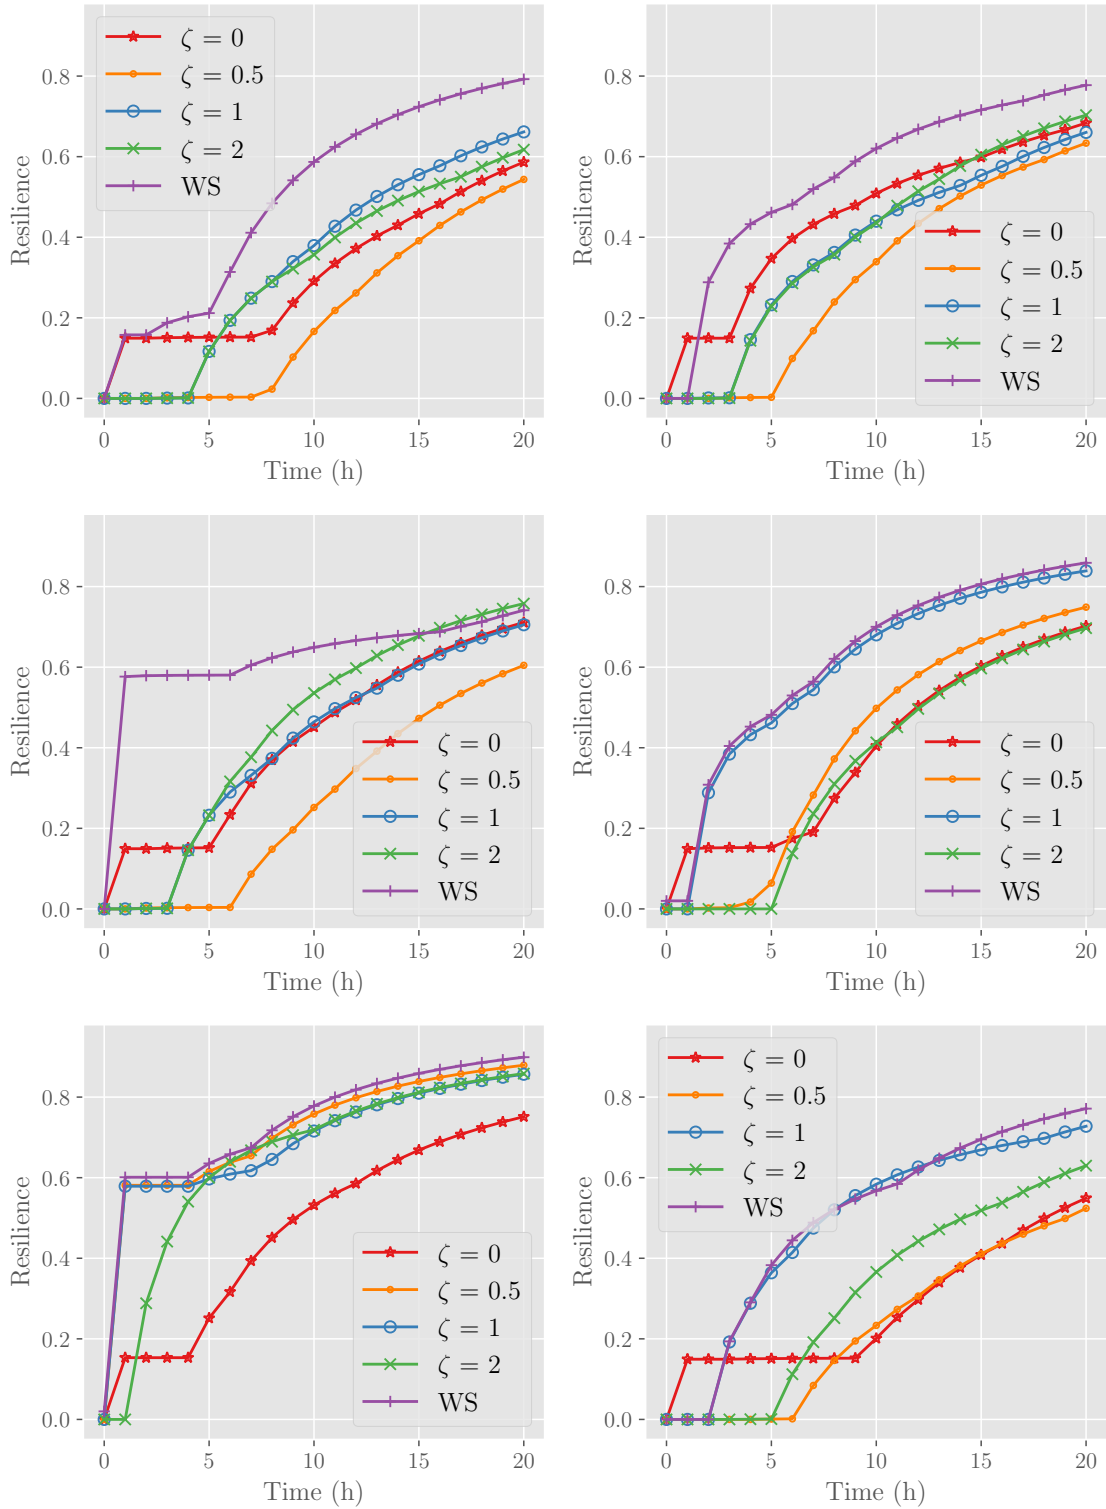 Resilience
0.8
0.6
0.4
0.2
0.0
ζ = 0
ζ = 0.5
ζ = 1
ζ = 2
WS
0 5 10 15 20
Time (h)
Resilience
0.8
0.6
0.4
0.2
0.0
ζ = 0
ζ = 0.5
ζ = 1
ζ = 2
WS
0 5 10 15 20
Time (h)
Resilience
0.8
0.6
0.4
0.2
0.0
ζ = 0
ζ = 0.5
ζ = 1
ζ = 2
WS
0 5 10 15 20
Time (h)
Resilience
0.8
0.6
0.4
0.2
0.0
ζ = 0
ζ = 0.5
ζ = 1
ζ = 2
WS
0 5 10 15 20
Time (h)
Resilience
0.8
0.6
0.4
0.2
0.0
ζ = 0
ζ = 0.5
ζ = 1
ζ = 2
WS
0 5 10 15 20
Time (h)
Resilience
0.8
0.6
0.4
0.2
0.0
ζ = 0
ζ = 0.5
ζ = 1
ζ = 2
WS
0 5 10 15 20
Time (h)